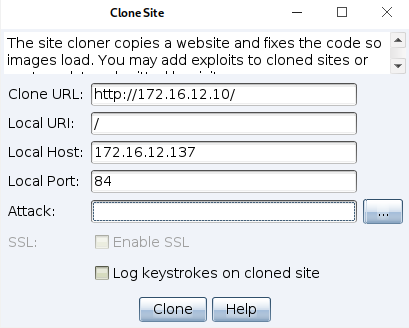 Clone Site
The site cloner copies a website and fixes the code so
images load. You may add exploits to cloned sites or
Clone URL: http://172.16.12.10/
Local URI: /
Local Host: 172.16.12.137
Local Port: 84
Attack: ...
SSL: Enable SSL
Log keystrokes on cloned site
Clone Help